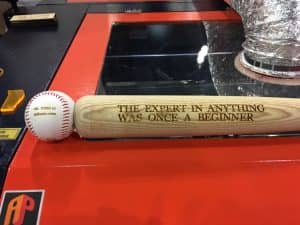 THE EXPERT IN ANYTHING
WAS ONCE A BEGINNER